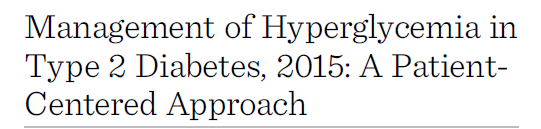 Management of Hyperglycemia in
Type 2 Diabetes, 2015: A Patient-
Centered Approach